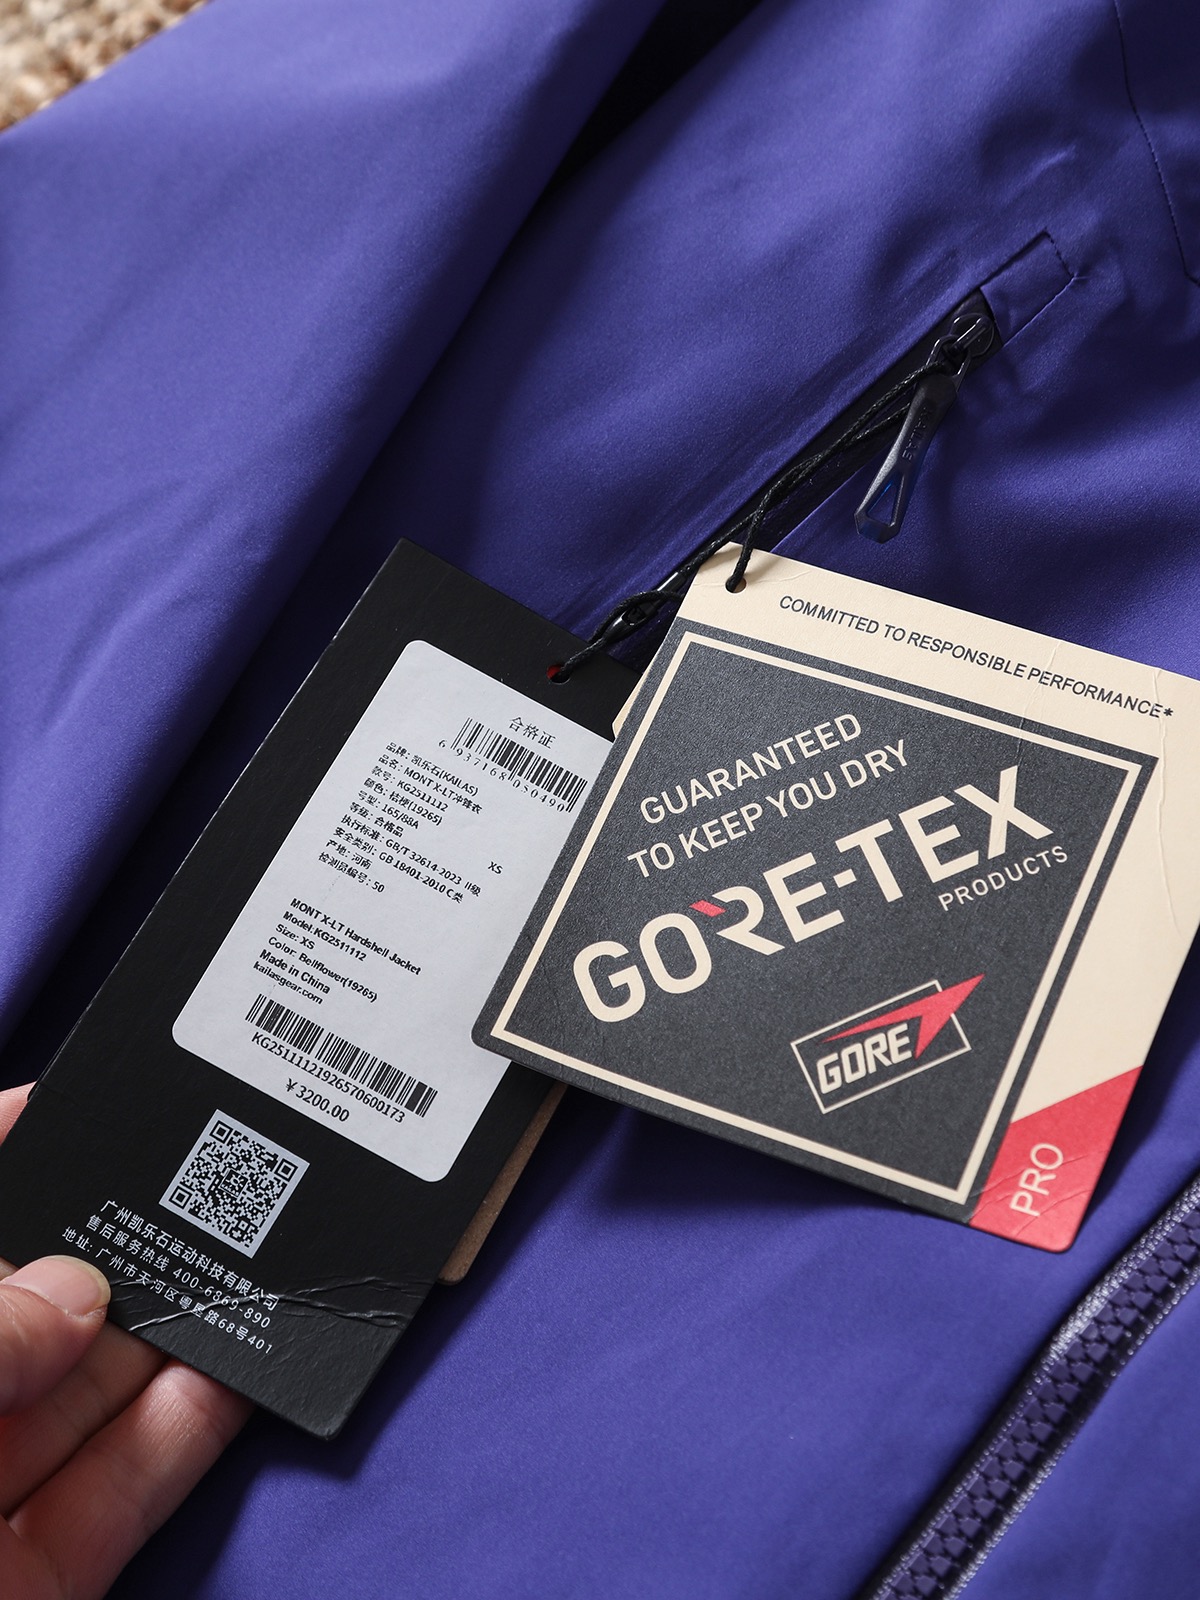 合格证
6 937168 050490
品牌: 凯乐石(KAILAS)
品名: MONT X-LT冲锋衣
款号: KG2511112
颜色: 桔梗(19265)
号型: 165/88A XS
等级: 合格品
执行标准: GB/T 32614-2023 II级
安全类别: GB 18401-2010 C类
产地: 河南
检测员编号: 50
MONT X-LT Hardshell Jacket
Model:KG2511112
Size: XS
Color: Bellflower(19265)
Made in China
kailasgear.com
KG25111121926570600173
¥3200.00
广州凯乐石运动科技有限公司
售后服务热线 400-6869-890
地址: 广州市天河区粤垦路68号401
COMMITTED TO RESPONSIBLE PERFORMANCE*
GUARANTEED
TO KEEP YOU DRY
GORE-TEX
PRODUCTS
GORE
PRO
KAILAS